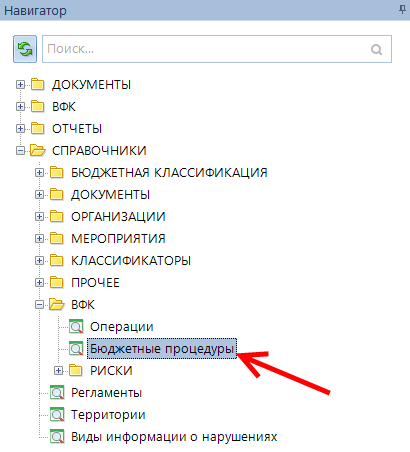 Навигатор
Поиск...
ДОКУМЕНТЫ
ВФК
ОТЧЕТЫ
СПРАВОЧНИКИ
БЮДЖЕТНАЯ КЛАССИФИКАЦИЯ
ДОКУМЕНТЫ
ОРГАНИЗАЦИИ
МЕРОПРИЯТИЯ
КЛАССИФИКАТОРЫ
ПРОЧЕЕ
ВФК
Операции
Бюджетные процедуры
РИСКИ
Регламенты
Территории
Виды информации о нарушениях